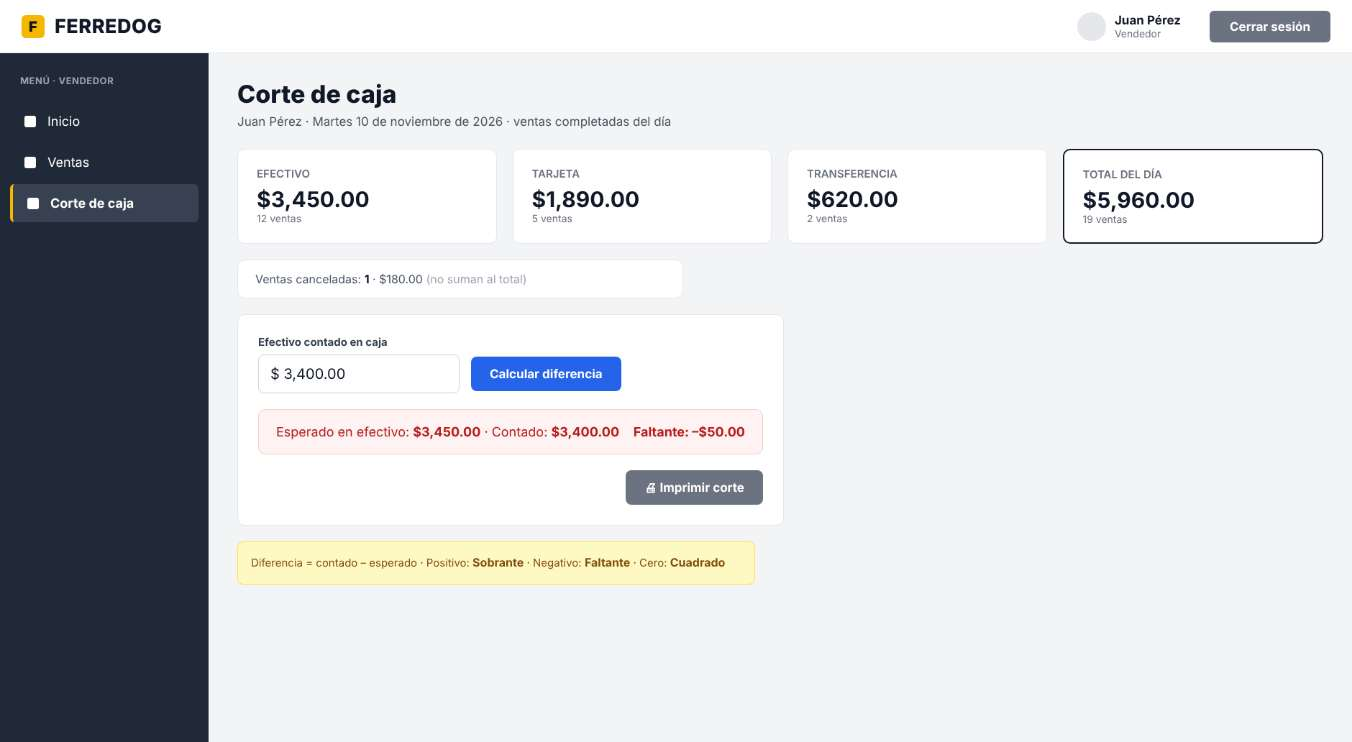 F FERREDOG
Juan Pérez
Vendedor
Cerrar sesión
MENÚ · VENDEDOR
Inicio
Ventas
Corte de caja
Corte de caja
Juan Pérez · Martes 10 de noviembre de 2026 · ventas completadas del día
EFECTIVO
$3,450.00
12 ventas
TARJETA
$1,890.00
5 ventas
TRANSFERENCIA
$620.00
2 ventas
TOTAL DEL DÍA
$5,960.00
19 ventas
Ventas canceladas: 1 · $180.00 (no suman al total)
Efectivo contado en caja
$ 3,400.00
Calcular diferencia
Esperado en efectivo: $3,450.00 · Contado: $3,400.00 Faltante: –$50.00
🖨 Imprimir corte
Diferencia = contado – esperado · Positivo: Sobrante · Negativo: Faltante · Cero: Cuadrado